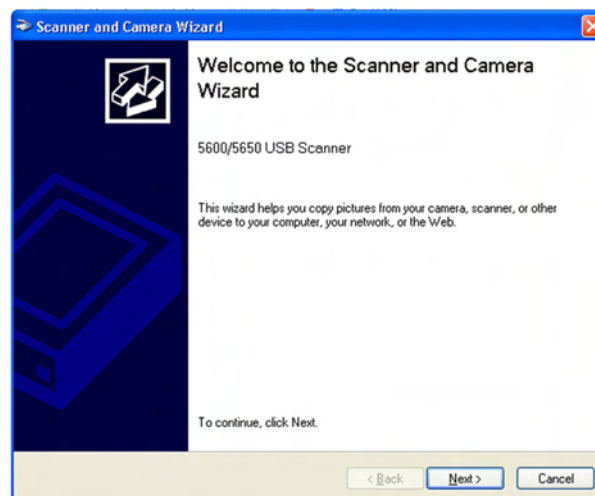 Scanner and Camera Wizard
Welcome to the Scanner and Camera
Wizard
5600/5650 USB Scanner
This wizard helps you copy pictures from your camera, scanner, or other
device to your computer, your network, or the Web.
To continue, click Next.
< Back
Next >
Cancel